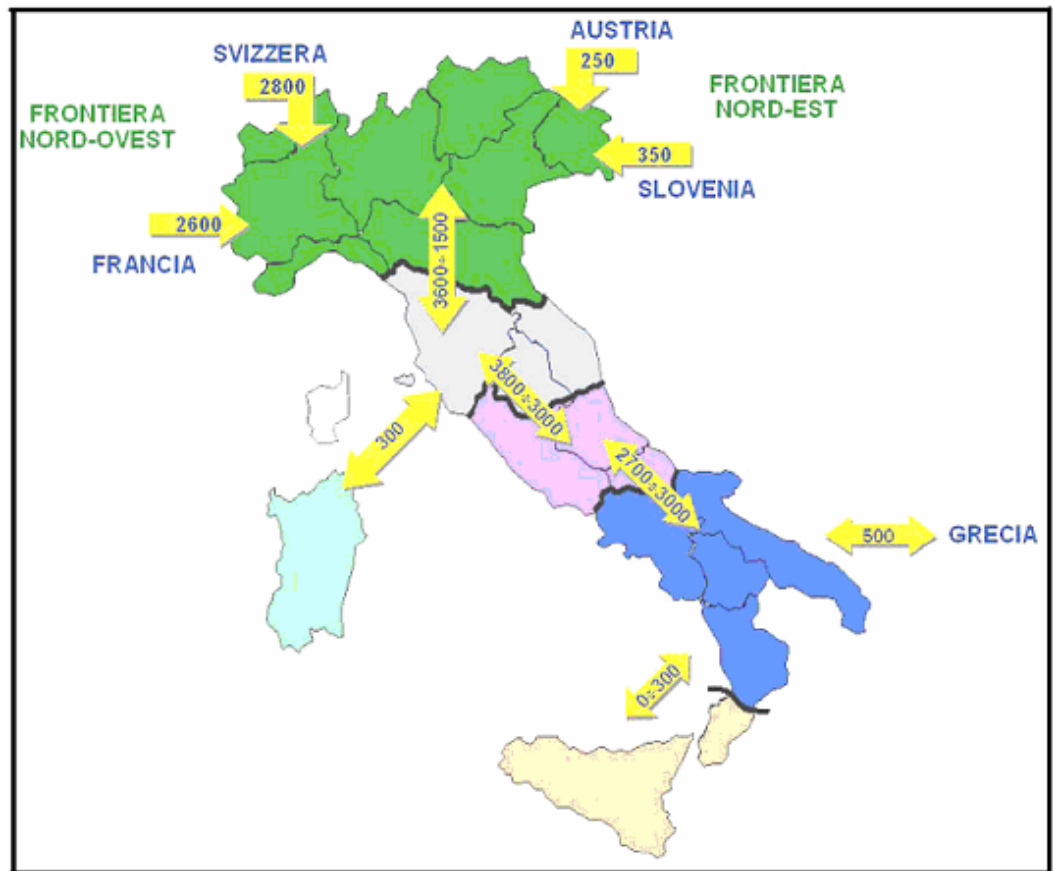 AUSTRIA
250
SVIZZERA
2800
FRONTIERA
NORD-EST
FRONTIERA
NORD-OVEST
350
SLOVENIA
2600
FRANCIA
3600÷1500
3800÷3000
300
2700÷3000
500
GRECIA
0÷300